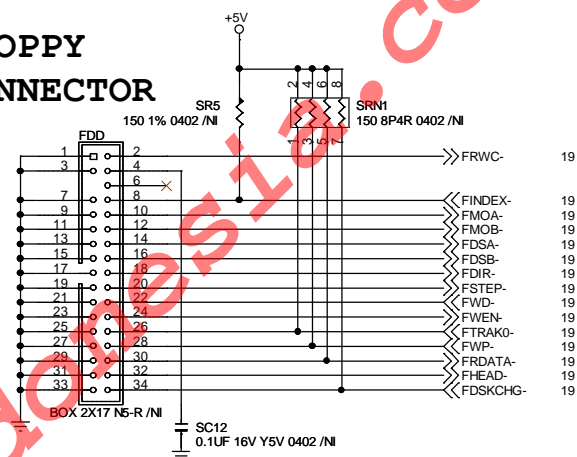 +5V
OPPY
NNECTOR
SR5
150 1% 0402 /NI
2 4 6 8
SRN1
150 8P4R 0402 /NI
1 3 5 7
FDD
1 2 FRWC- 19
3 4
6
7 8 FINDEX- 19
9 10 FMOA- 19
11 12 FMOB- 19
13 14 FDSA- 19
15 16 FDSB- 19
17 18 FDIR- 19
19 20 FSTEP- 19
21 22 FWD- 19
23 24 FWEN- 19
25 26 FTRAK0- 19
27 28 FWP- 19
29 30 FRDATA- 19
31 32 FHEAD- 19
33 34 FDSKCHG- 19
BOX 2X17 N5-R /NI
SC12
0.1UF 16V Y5V 0402 /NI
donesia.co